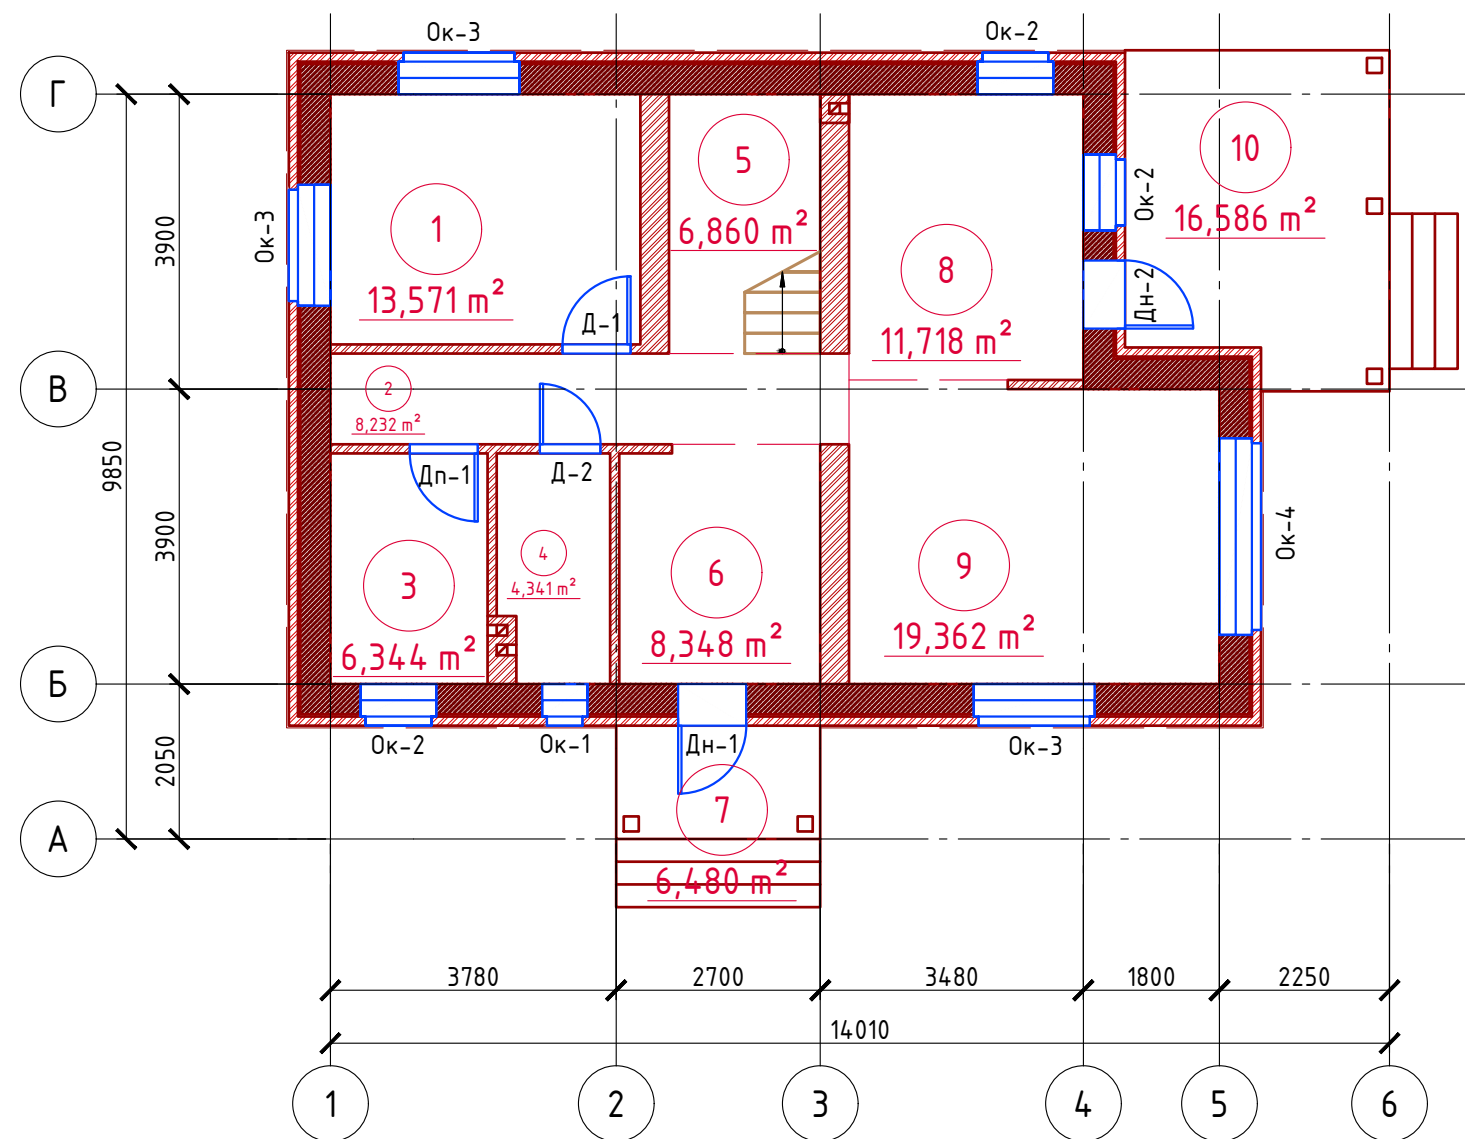 Ок-3
Ок-2
Г
10
16,586 m²
5
6,860 m²
Ок-2
1
13,571 m²
Ок-3
3900
8
11,718 m²
Дн-2
Д-1
В
2
8,232 m²
9850
Дп-1
Д-2
3900
4
4,341 m²
3
6,344 m²
6
8,348 m²
9
19,362 m²
Ок-4
Б
2050
Ок-2
Ок-1
Дн-1
Ок-3
7
А
6,480 m²
3780
2700
3480
1800
2250
14010
1
2
3
4
5
6